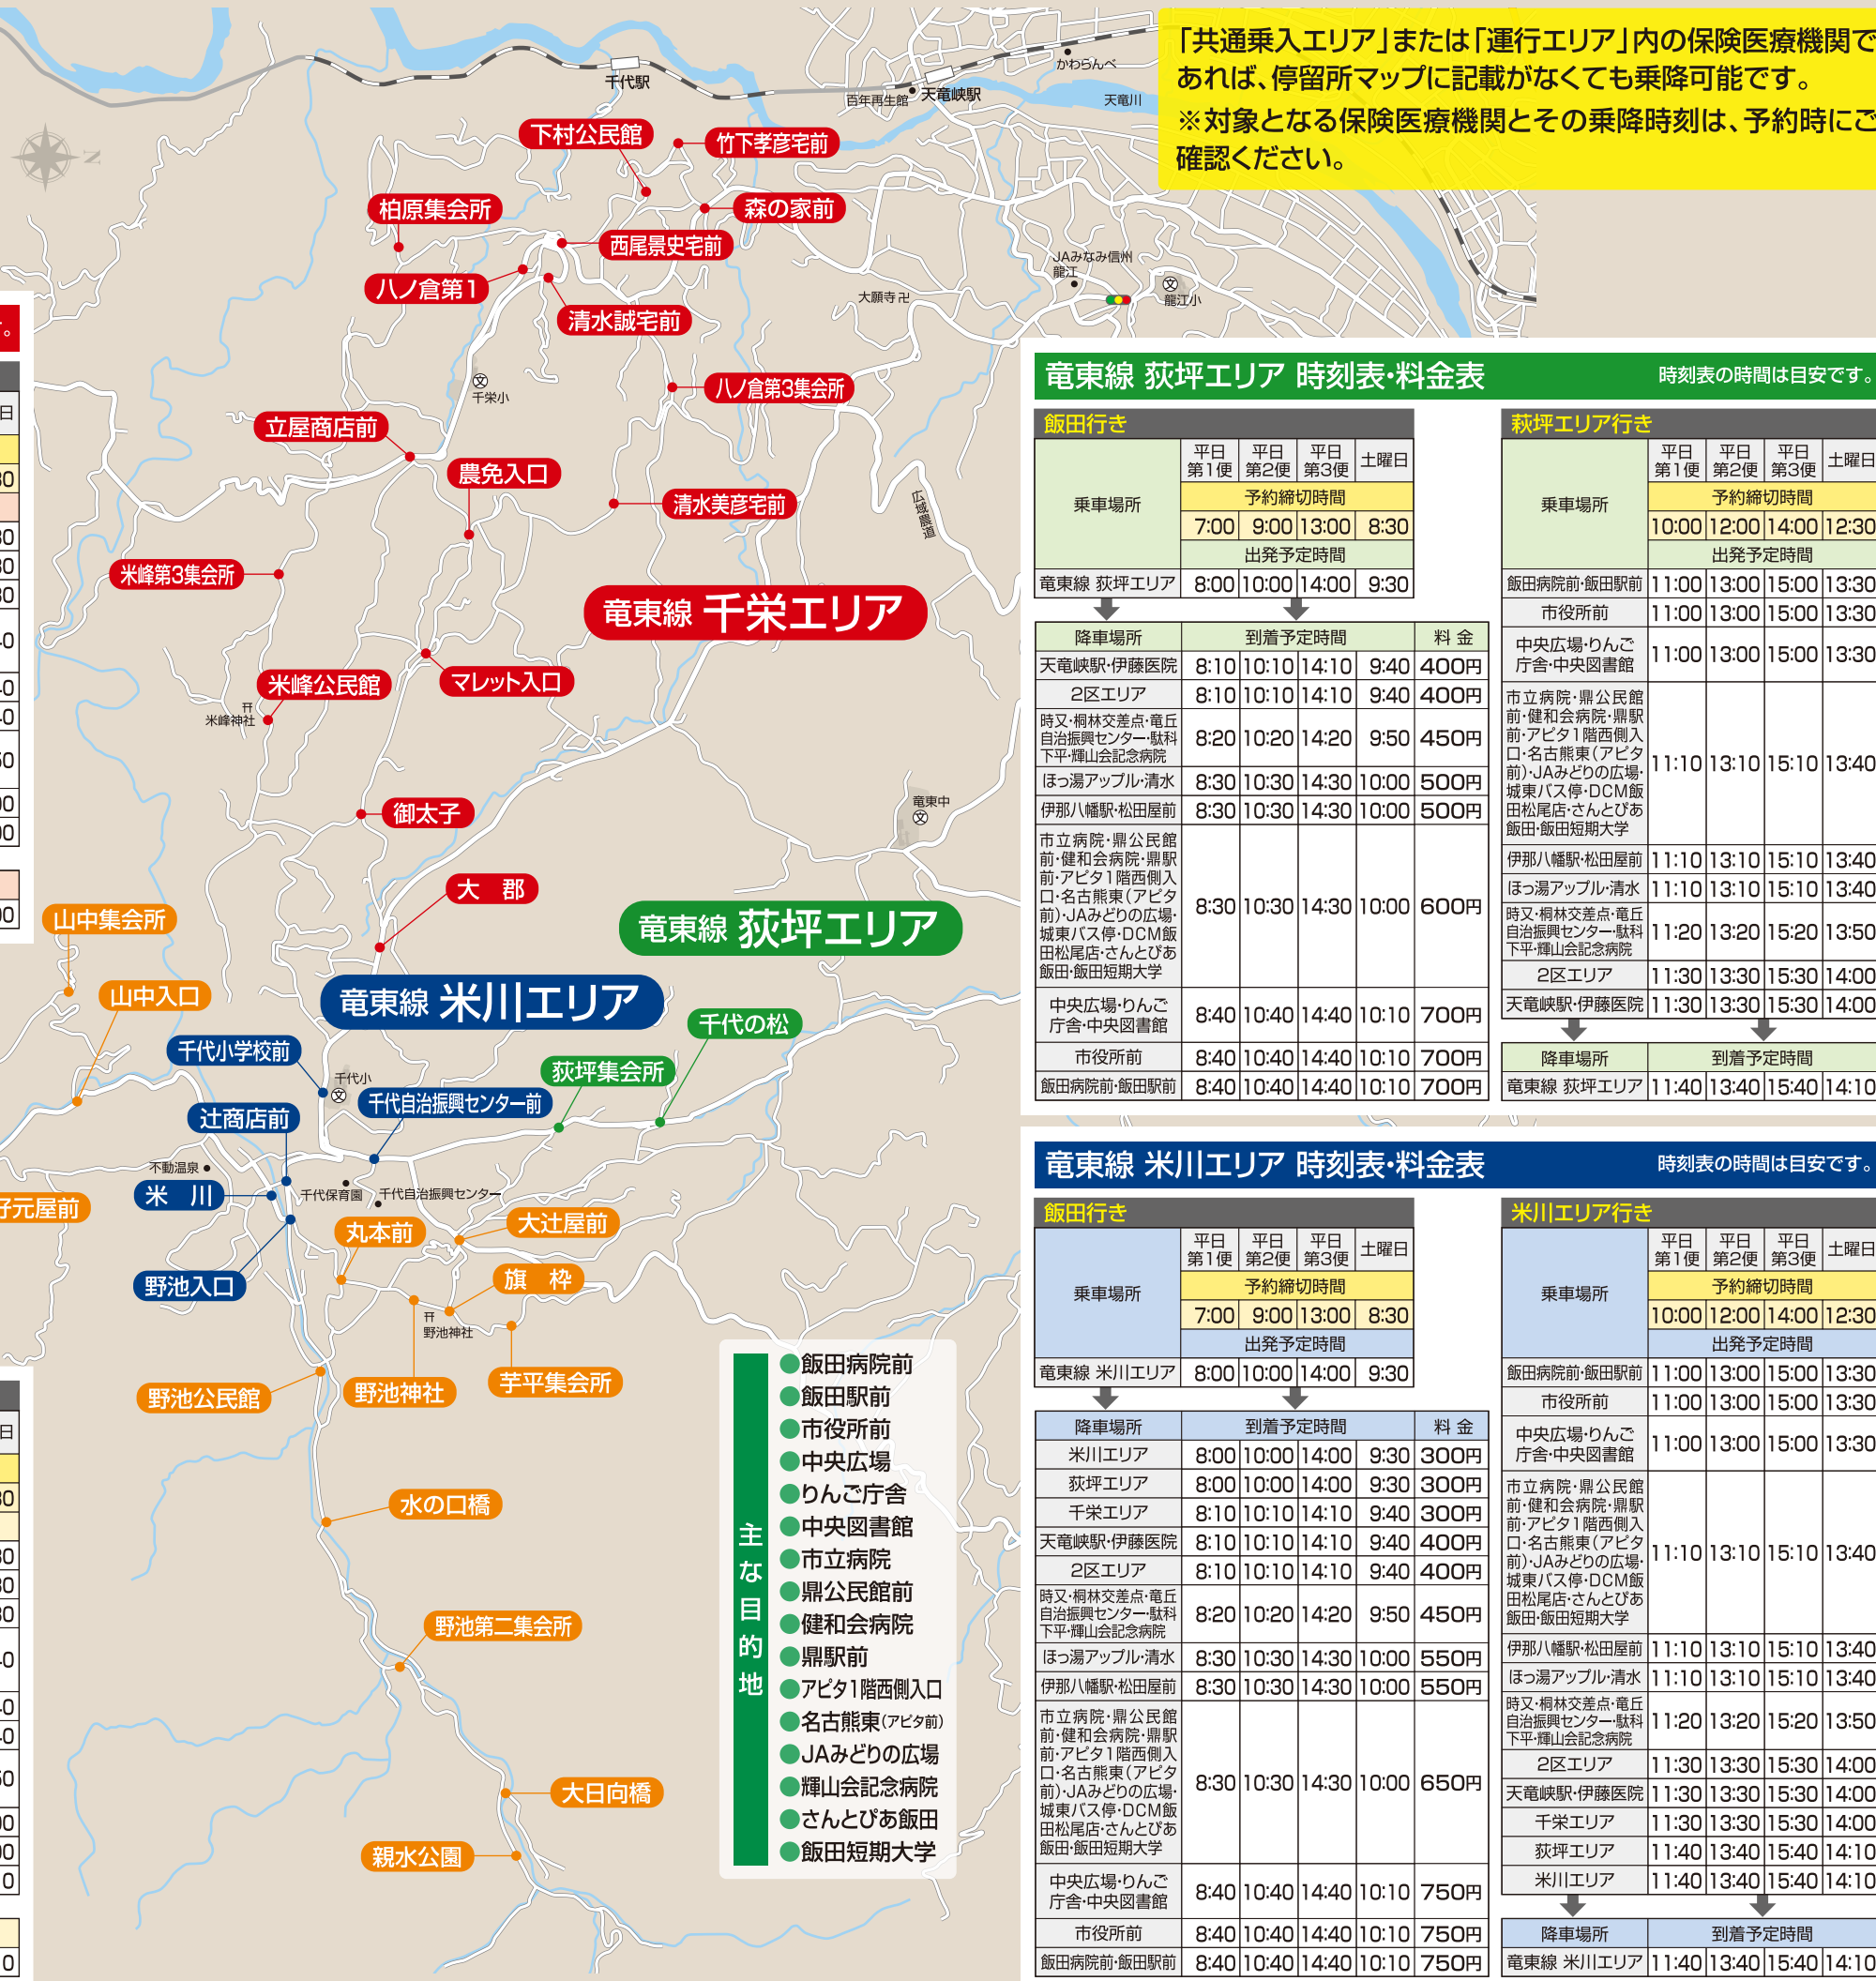 「共通乗入エリア」または「運行エリア」内の保険医療機関で
あれば、停留所マップに記載がなくても乗降可能です。
※対象となる保険医療機関とその乗降時刻は、予約時にご
確認ください。
千代駅
かわらんべ
百年再生館
天竜峡駅
天竜川
N
下村公民館
竹下孝彦宅前
柏原集会所
森の家前
西尾景史宅前
八ノ倉第1
清水誠宅前
JAみなみ信州
龍江
大願寺
龍江小
千栄小
八ノ倉第3集会所
立屋商店前
農免入口
清水美彦宅前
広域農道
米峰第3集会所
竜東線 千栄エリア
米峰公民館
マレット入口
米峰神社
御太子
竜東中
大 郡
竜東線 荻坪エリア
山中集会所
山中入口
竜東線 米川エリア
千代の松
千代小学校前
荻坪集会所
千代小
千代自治振興センター前
辻商店前
不動温泉
米 川
千代保育園
千代自治振興センター
仔元屋前
丸本前
大辻屋前
野池入口
旗 枠
野池神社
野池公民館
野池神社
芋平集会所
水の口橋
野池第二集会所
大日向橋
親水公園
主な目的地
●飯田病院前
●飯田駅前
●市役所前
●中央広場
●りんご庁舎
●中央図書館
●市立病院
●鼎公民館前
●健和会病院
●鼎駅前
●アピタ1階西側入口
●名古熊東(アピタ前)
●JAみどりの広場
●輝山会記念病院
●さんとぴあ飯田
●飯田短期大学
竜東線 荻坪エリア 時刻表・料金表 時刻表の時間は目安です。
飯田行き
乗車場所 平日第1便 平日第2便 平日第3便 土曜日
予約締切時間
7:00 9:00 13:00 8:30
出発予定時間
竜東線 荻坪エリア 8:00 10:00 14:00 9:30
降車場所 到着予定時間 料 金
天竜峡駅・伊藤医院 8:10 10:10 14:10 9:40 400円
2区エリア 8:10 10:10 14:10 9:40 400円
時又・桐林交差点・竜丘
自治振興センター・駄科
下平・輝山会記念病院 8:20 10:20 14:20 9:50 450円
ほっ湯アップル・清水 8:30 10:30 14:30 10:00 500円
伊那八幡駅・松田屋前 8:30 10:30 14:30 10:00 500円
市立病院・鼎公民館
前・健和会病院・鼎駅
前・アピタ1階西側入
口・名古熊東(アピタ
前)・JAみどりの広場・
城東バス停・DCM飯
田松尾店・さんとぴあ
飯田・飯田短期大学 8:30 10:30 14:30 10:00 600円
中央広場・りんご
庁舎・中央図書館 8:40 10:40 14:40 10:10 700円
市役所前 8:40 10:40 14:40 10:10 700円
飯田病院前・飯田駅前 8:40 10:40 14:40 10:10 700円
萩坪エリア行き
乗車場所 平日第1便 平日第2便 平日第3便 土曜日
予約締切時間
10:00 12:00 14:00 12:30
出発予定時間
飯田病院前・飯田駅前 11:00 13:00 15:00 13:30
市役所前 11:00 13:00 15:00 13:30
中央広場・りんご
庁舎・中央図書館 11:00 13:00 15:00 13:30
市立病院・鼎公民館
前・健和会病院・鼎駅
前・アピタ1階西側入
口・名古熊東(アピタ
前)・JAみどりの広場・
城東バス停・DCM飯
田松尾店・さんとぴあ
飯田・飯田短期大学 11:10 13:10 15:10 13:40
伊那八幡駅・松田屋前 11:10 13:10 15:10 13:40
ほっ湯アップル・清水 11:10 13:10 15:10 13:40
時又・桐林交差点・竜丘
自治振興センター・駄科
下平・輝山会記念病院 11:20 13:20 15:20 13:50
2区エリア 11:30 13:30 15:30 14:00
天竜峡駅・伊藤医院 11:30 13:30 15:30 14:00
降車場所 到着予定時間
竜東線 荻坪エリア 11:40 13:40 15:40 14:10
竜東線 米川エリア 時刻表・料金表 時刻表の時間は目安です。
飯田行き
乗車場所 平日第1便 平日第2便 平日第3便 土曜日
予約締切時間
7:00 9:00 13:00 8:30
出発予定時間
竜東線 米川エリア 8:00 10:00 14:00 9:30
降車場所 到着予定時間 料 金
米川エリア 8:00 10:00 14:00 9:30 300円
荻坪エリア 8:00 10:00 14:00 9:30 300円
千栄エリア 8:10 10:10 14:10 9:40 300円
天竜峡駅・伊藤医院 8:10 10:10 14:10 9:40 400円
2区エリア 8:10 10:10 14:10 9:40 400円
時又・桐林交差点・竜丘
自治振興センター・駄科
下平・輝山会記念病院 8:20 10:20 14:20 9:50 450円
ほっ湯アップル・清水 8:30 10:30 14:30 10:00 550円
伊那八幡駅・松田屋前 8:30 10:30 14:30 10:00 550円
市立病院・鼎公民館
前・健和会病院・鼎駅
前・アピタ1階西側入
口・名古熊東(アピタ
前)・JAみどりの広場・
城東バス停・DCM飯
田松尾店・さんとぴあ
飯田・飯田短期大学 8:30 10:30 14:30 10:00 650円
中央広場・りんご
庁舎・中央図書館 8:40 10:40 14:40 10:10 750円
市役所前 8:40 10:40 14:40 10:10 750円
飯田病院前・飯田駅前 8:40 10:40 14:40 10:10 750円
米川エリア行き
乗車場所 平日第1便 平日第2便 平日第3便 土曜日
予約締切時間
10:00 12:00 14:00 12:30
出発予定時間
飯田病院前・飯田駅前 11:00 13:00 15:00 13:30
市役所前 11:00 13:00 15:00 13:30
中央広場・りんご
庁舎・中央図書館 11:00 13:00 15:00 13:30
市立病院・鼎公民館
前・健和会病院・鼎駅
前・アピタ1階西側入
口・名古熊東(アピタ
前)・JAみどりの広場・
城東バス停・DCM飯
田松尾店・さんとぴあ
飯田・飯田短期大学 11:10 13:10 15:10 13:40
伊那八幡駅・松田屋前 11:10 13:10 15:10 13:40
ほっ湯アップル・清水 11:10 13:10 15:10 13:40
時又・桐林交差点・竜丘
自治振興センター・駄科
下平・輝山会記念病院 11:20 13:20 15:20 13:50
2区エリア 11:30 13:30 15:30 14:00
天竜峡駅・伊藤医院 11:30 13:30 15:30 14:00
千栄エリア 11:30 13:30 15:30 14:00
荻坪エリア 11:40 13:40 15:40 14:10
米川エリア 11:40 13:40 15:40 14:10
降車場所 到着予定時間
竜東線 米川エリア 11:40 13:40 15:40 14:10